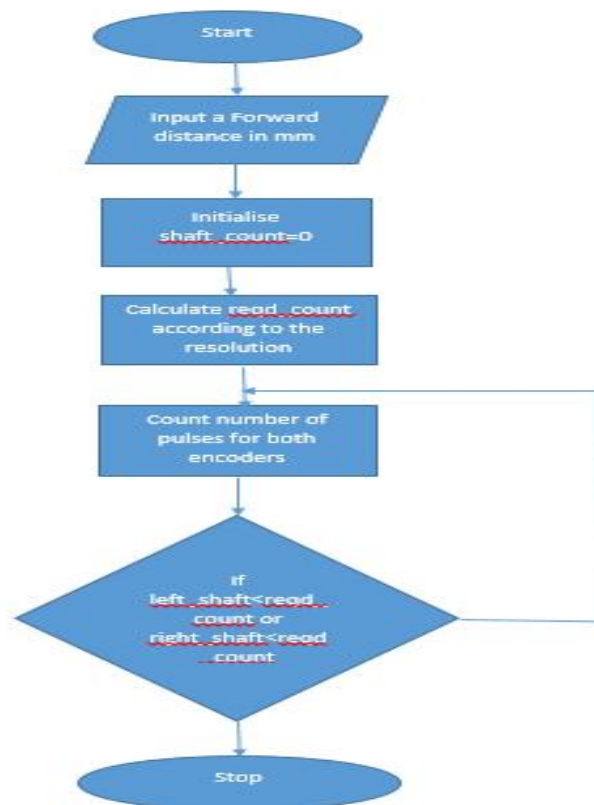 Start
Input a Forward
distance in mm
Initialise
shaft_count=0
Calculate reqd_count
according to the
resolution
Count number of
pulses for both
encoders
If
left_shaft<reqd_
count or
right_shaft<reqd
_count
Stop